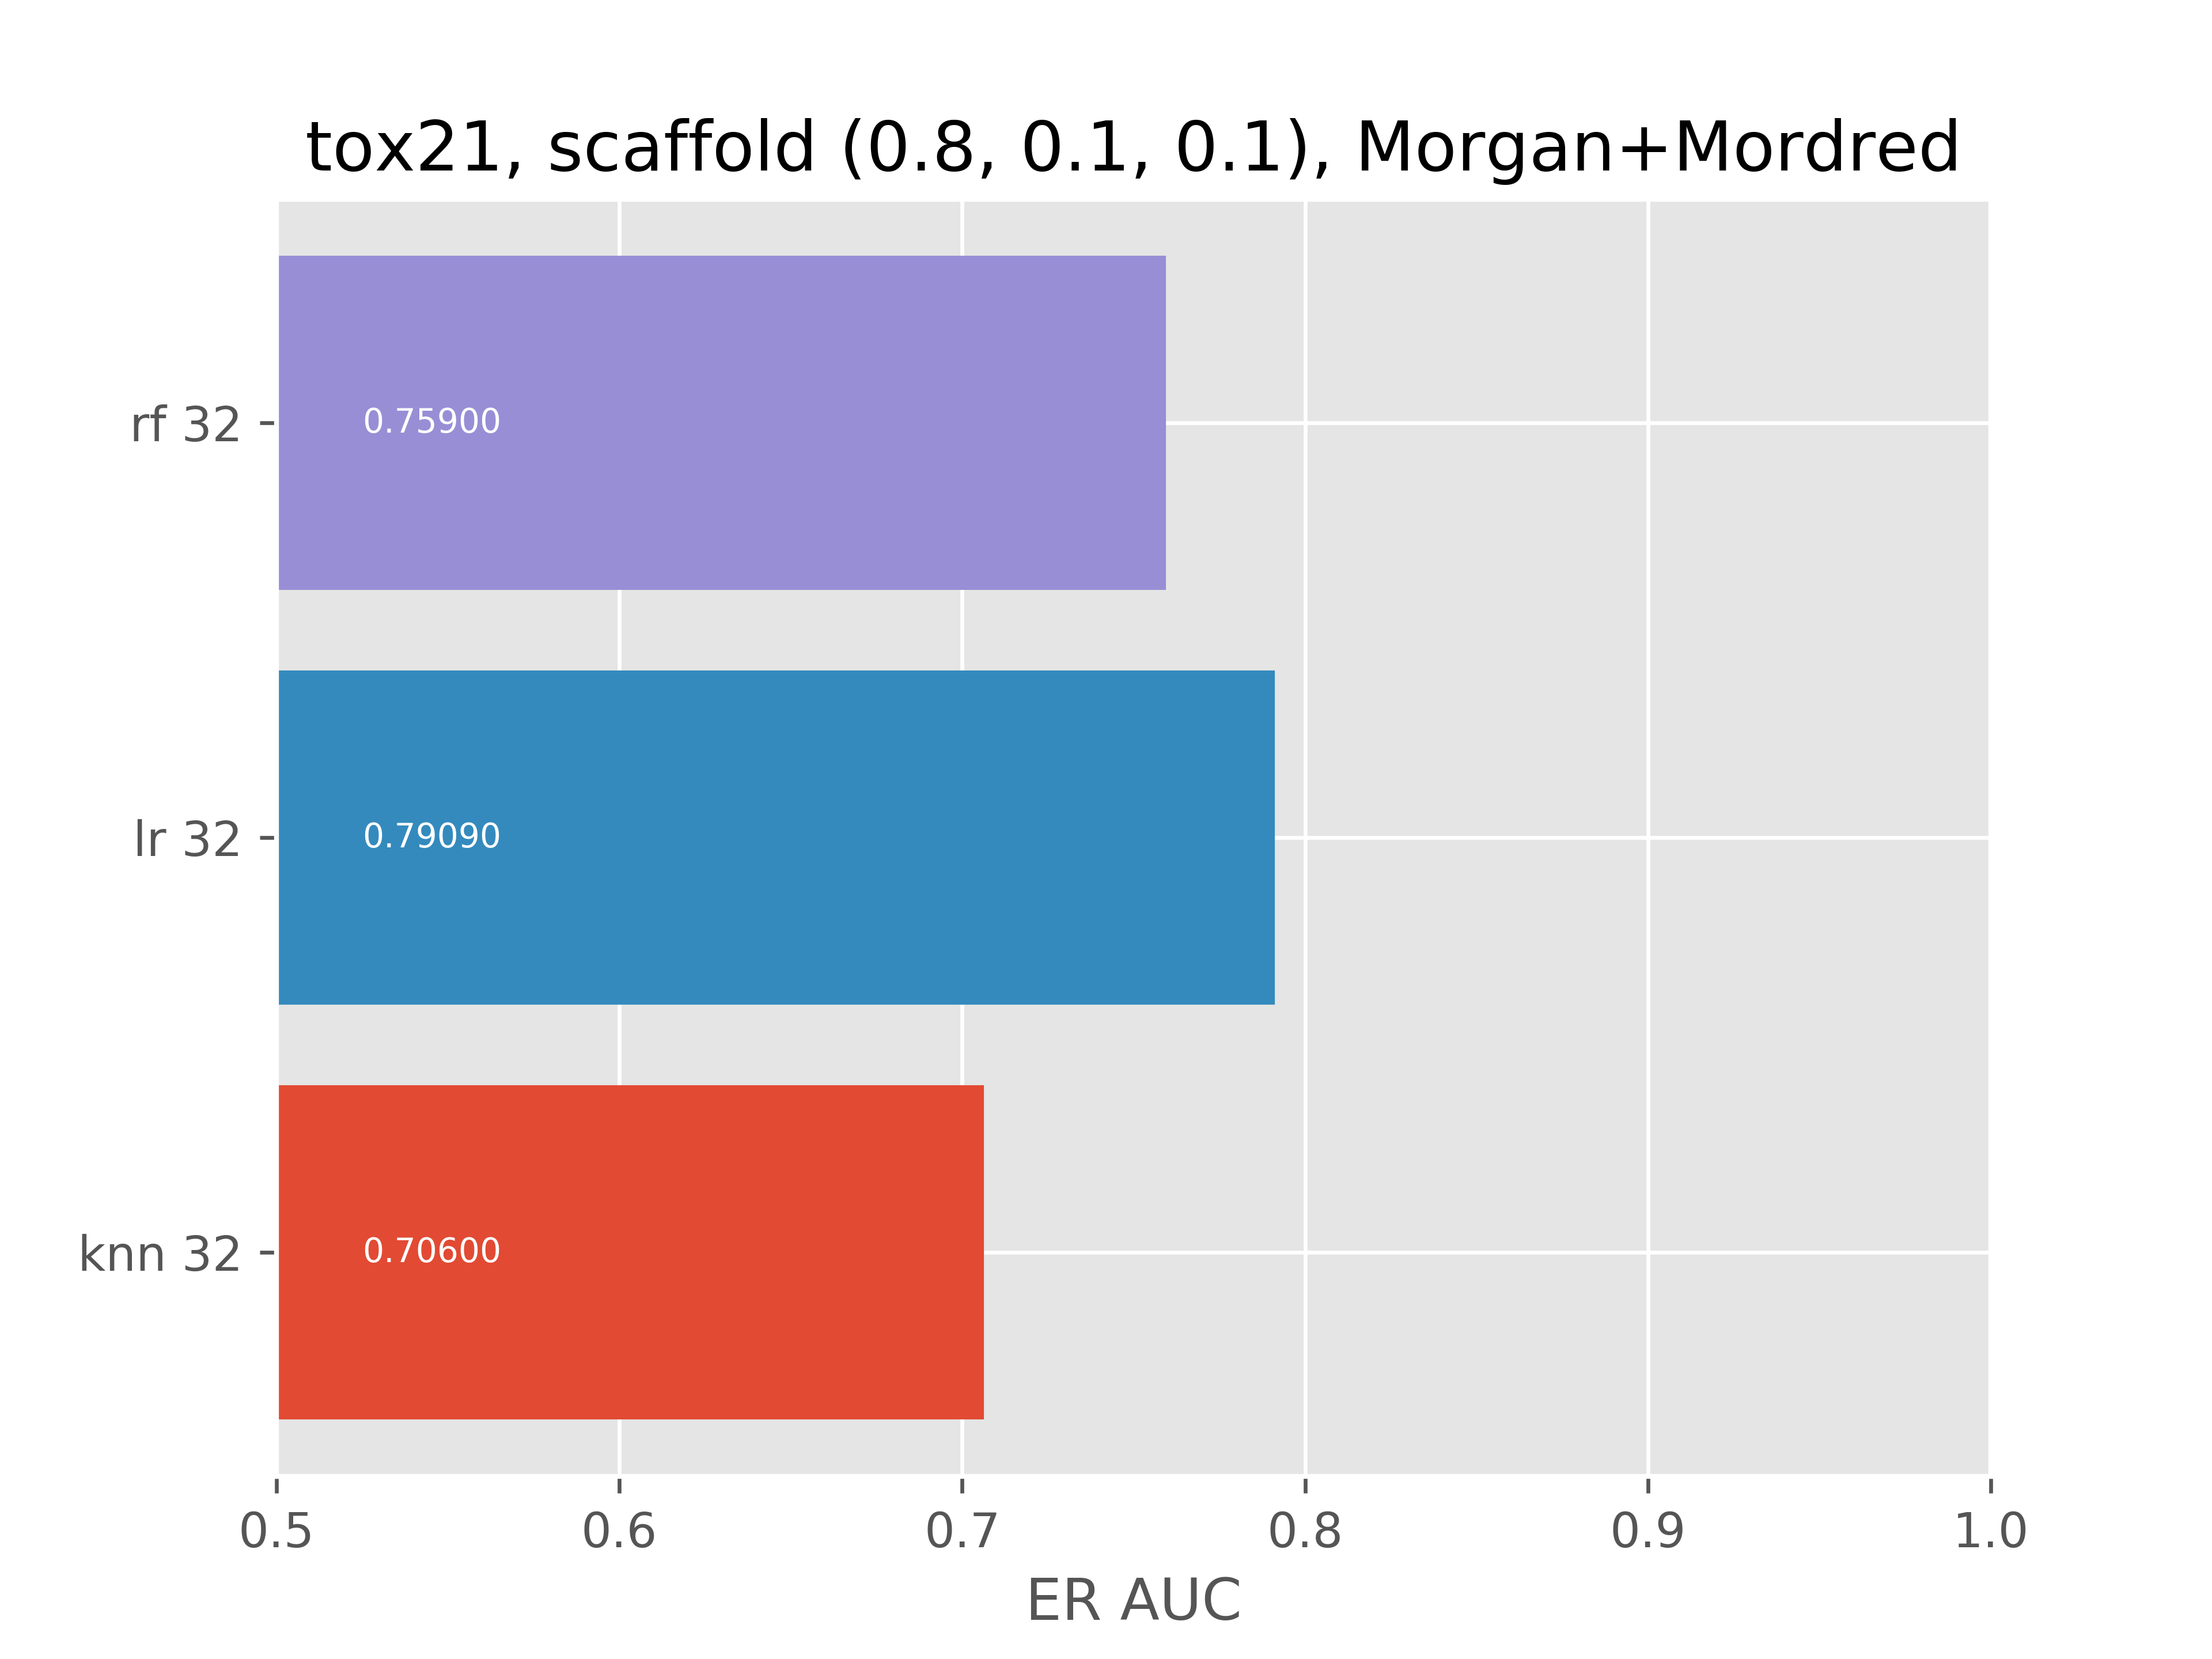 tox21, scaffold (0.8, 0.1, 0.1), Morgan+Mordred
rf 32
0.75900
lr 32
0.79090
knn 32
0.70600
0.5 0.6 0.7 0.8 0.9 1.0
ER AUC